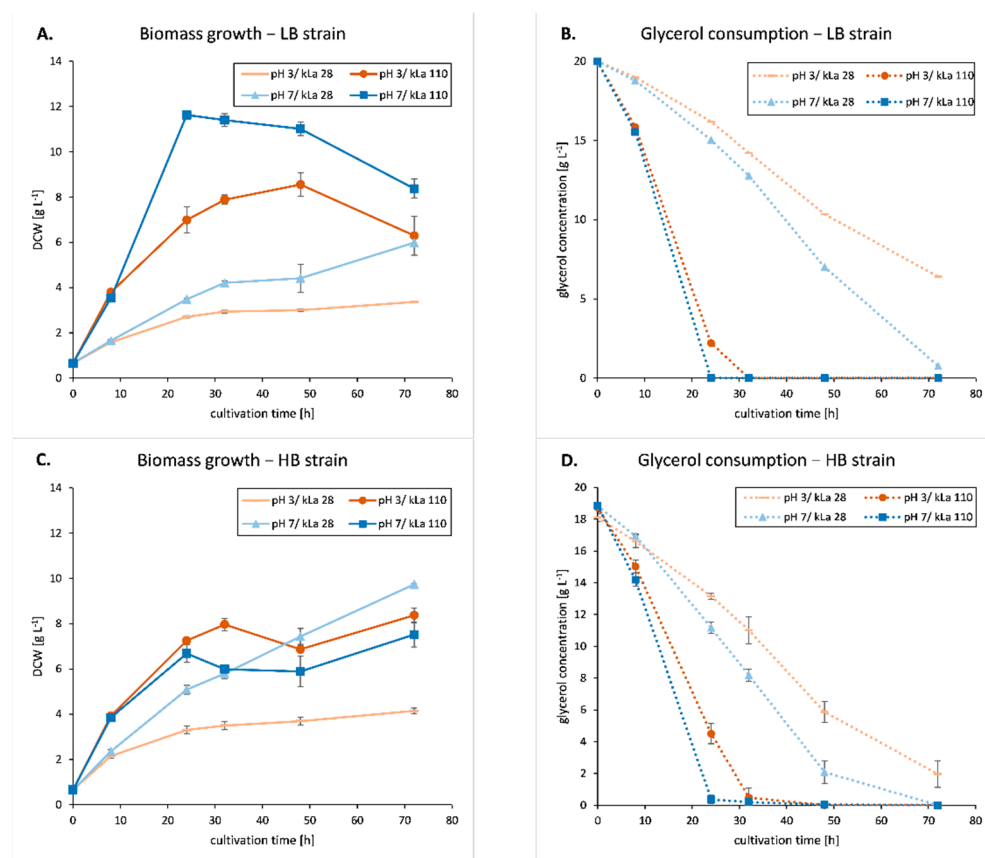 A.
Biomass growth – LB strain
14
12
10
8
6
4
2
0
DCW [g L-1]
pH 3/ kLa 28
pH 3/ kLa 110
pH 7/ kLa 28
pH 7/ kLa 110
0 10 20 30 40 50 60 70 80
cultivation time [h]
B.
Glycerol consumption – LB strain
20
15
10
5
0
glycerol concentration [g L-1]
pH 3/ kLa 28
pH 3/ kLa 110
pH 7/ kLa 28
pH 7/ kLa 110
0 10 20 30 40 50 60 70 80
cultivation time [h]
C.
Biomass growth – HB strain
14
12
10
8
6
4
2
0
DCW [g L-1]
pH 3/ kLa 28
pH 3/ kLa 110
pH 7/ kLa 28
pH 7/ kLa 110
0 10 20 30 40 50 60 70 80
cultivation time [h]
D.
Glycerol consumption – HB strain
20
18
16
14
12
10
8
6
4
2
0
glycerol concentration [g L-1]
pH 3/ kLa 28
pH 3/ kLa 110
pH 7/ kLa 28
pH 7/ kLa 110
0 10 20 30 40 50 60 70 80
cultivation time [h]